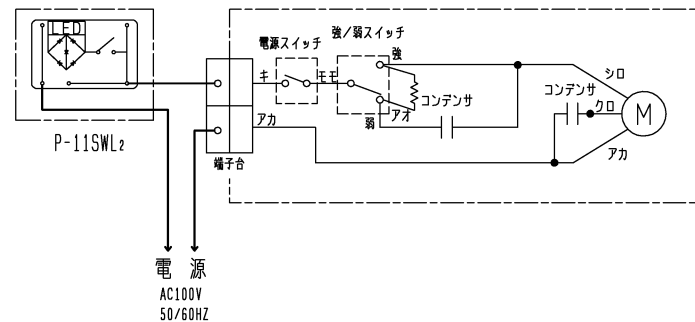 LED
P-11SWL2
電源スイッチ
強/弱スイッチ
強
キ
モモ
アオ
弱
コンデンサ
アカ
端子台
シロ
コンデンサ
クロ
M
アカ
電源
AC100V
50/60HZ